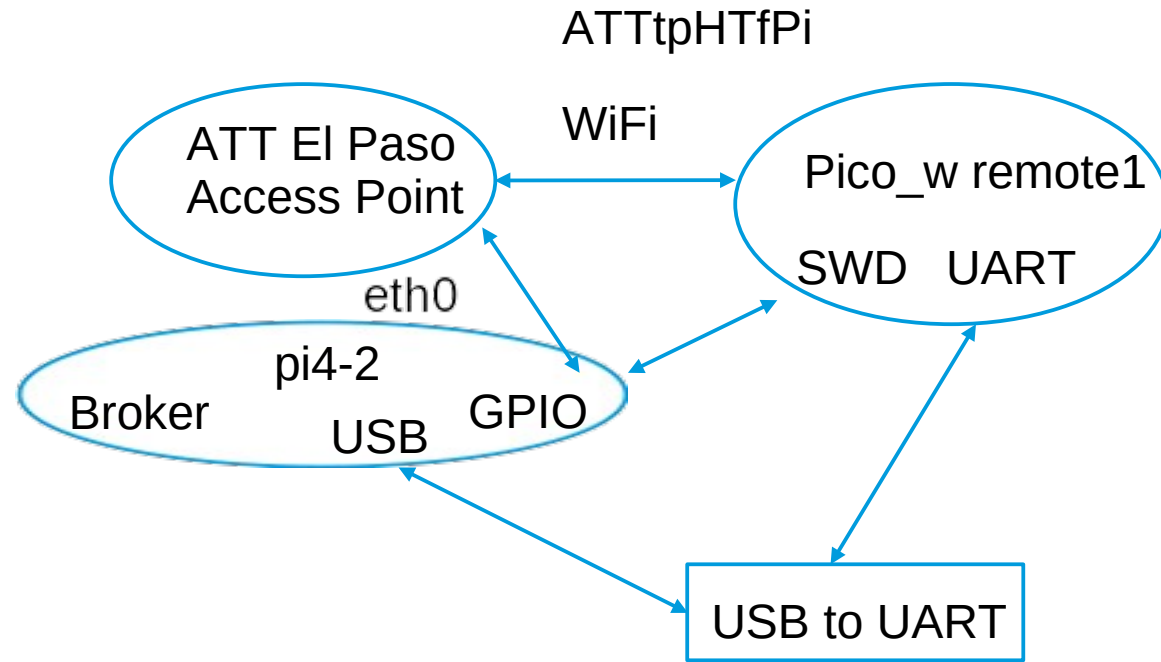 ATTtpHTfPi
WiFi
ATT El Paso
Access Point
Pico_w remote1
SWD UART
eth0
pi4-2
Broker
USB
GPIO
USB to UART